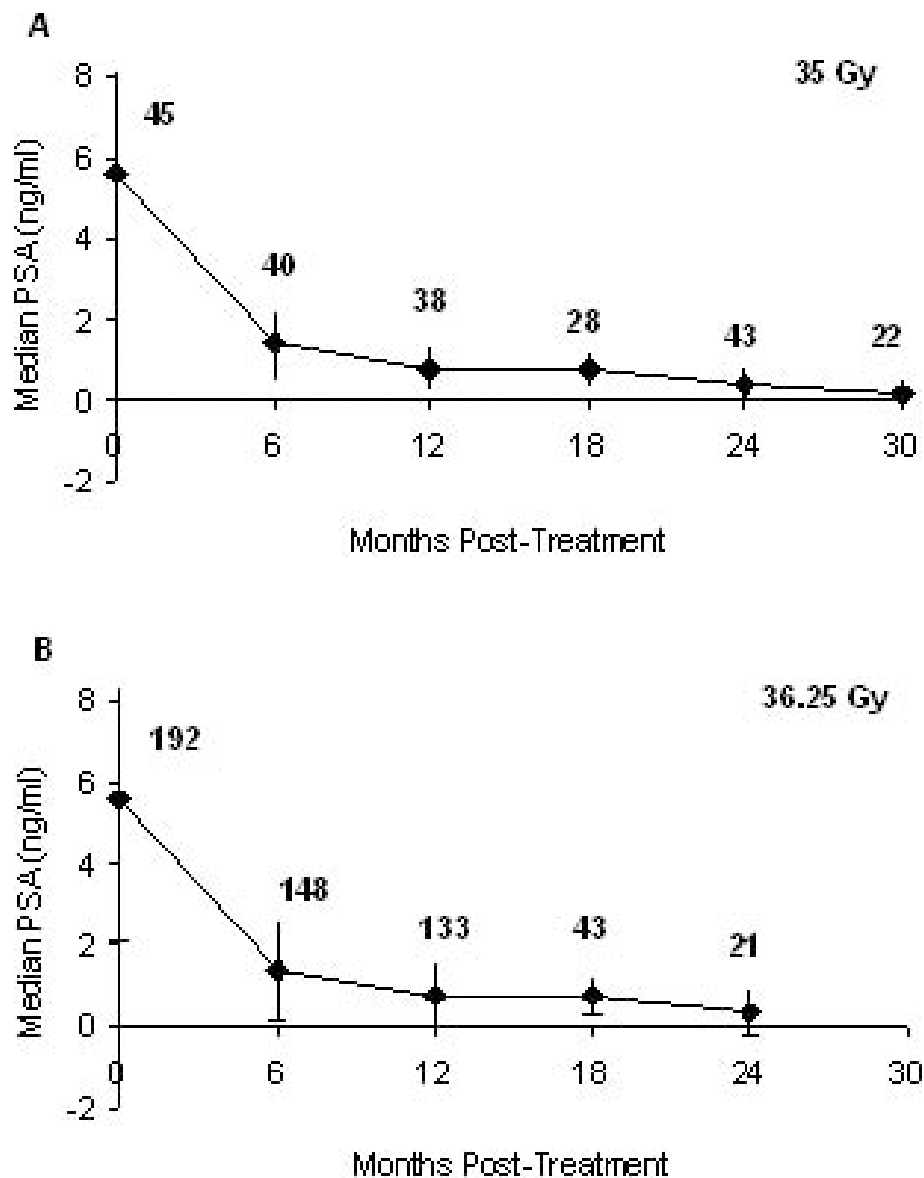 A
35 Gy
8
6
4
2
0
-2
Median PSA (ng/ml)
45
40
38
28
43
22
0 6 12 18 24 30
Months Post-Treatment
B
36.25 Gy
8
6
4
2
0
-2
Median PSA (ng/ml)
192
148
133
43
21
0 6 12 18 24 30
Months Post-Treatment